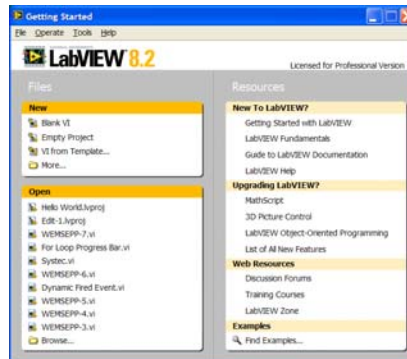 Getting Started
File Operate Tools Help
LabVIEW 8.2
Licensed for Professional Version
Files
New
Blank VI
Empty Project
VI from Template...
More...
Open
Hello World.lvproj
Edit-1.lvproj
WEMSEPP-7.vi
For Loop Progress Bar.vi
Systec.vi
WEMSEPP-6.vi
Dynamic Fired Event.vi
WEMSEPP-5.vi
WEMSEPP-4.vi
WEMSEPP-3.vi
Browse...
Resources
New To LabVIEW?
Getting Started with LabVIEW
LabVIEW Fundamentals
Guide to LabVIEW Documentation
LabVIEW Help
Upgrading LabVIEW?
MathScript
3D Picture Control
LabVIEW Object-Oriented Programming
List of All New Features
Web Resources
Discussion Forums
Training Courses
LabVIEW Zone
Examples
Find Examples...